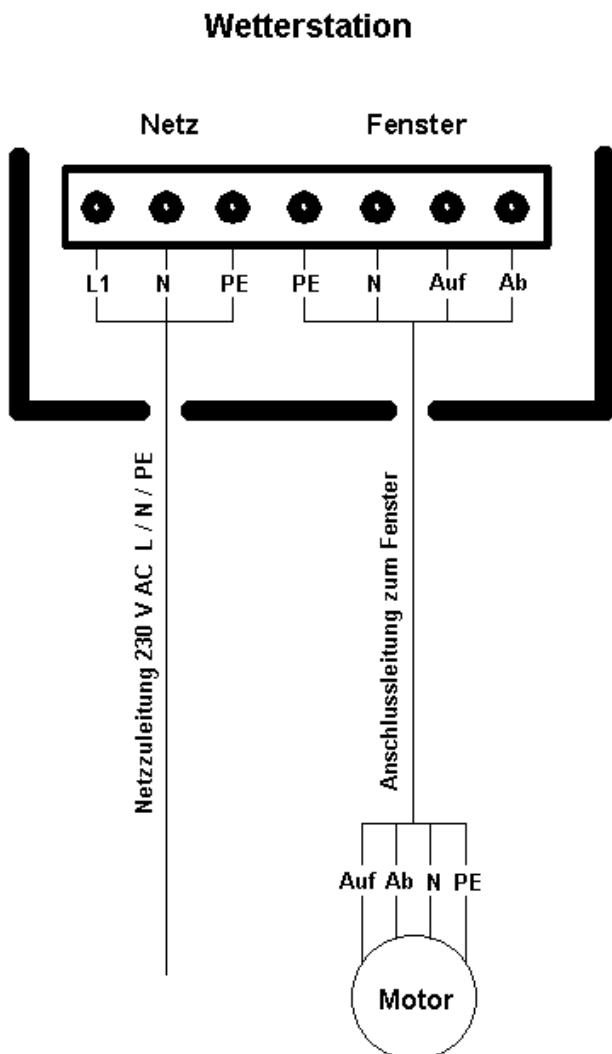 Wetterstation
Netz
Fenster
L1 N PE PE N Auf Ab
Netzzuleitung 230 V AC L / N / PE
Anschlussleitung zum Fenster
Auf Ab N PE
Motor